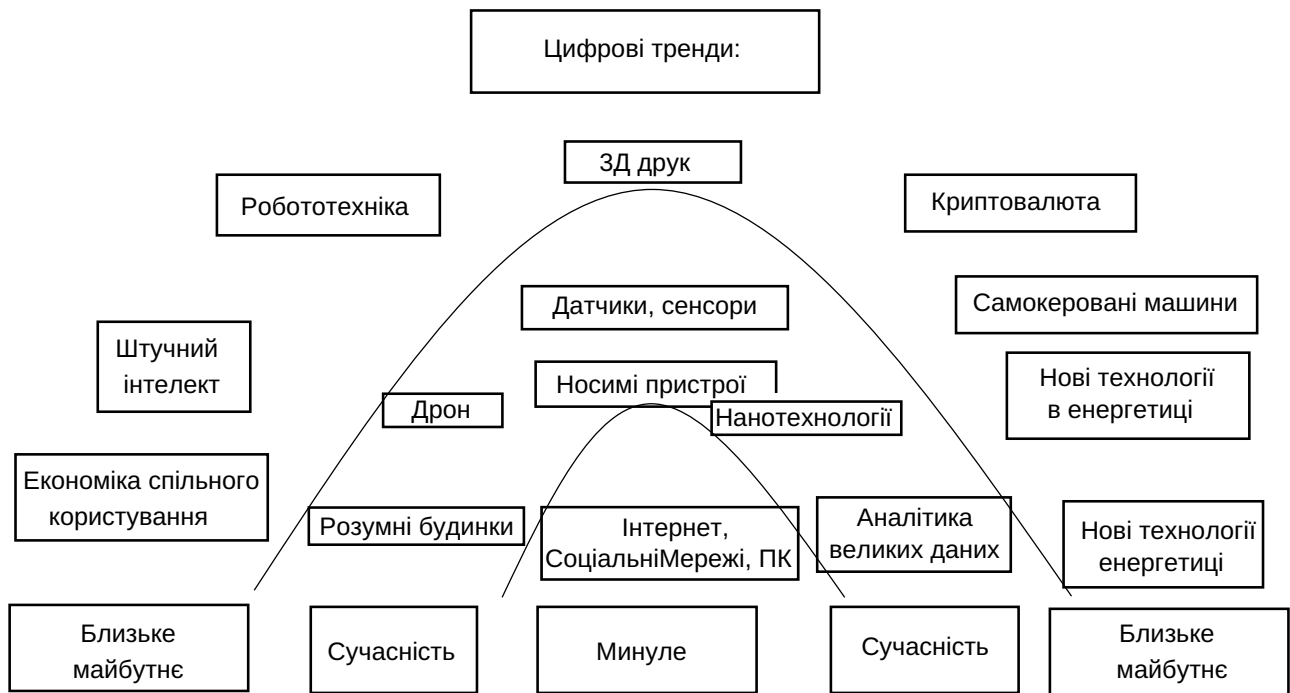 Цифрові тренди:
3Д друк
Робототехніка
Криптовалюта
Датчики, сенсори
Самокеровані машини
Штучний
інтелект
Носимі пристрої
Нові технології
в енергетиці
Дрон
Нанотехнології
Економіка спільного
користування
Розумні будинки
Інтернет,
СоціальніМережі, ПК
Аналітика
великих даних
Нові технології
енергетиці
Близьке
майбутнє
Сучасність
Минуле
Сучасність
Близьке
майбутнє